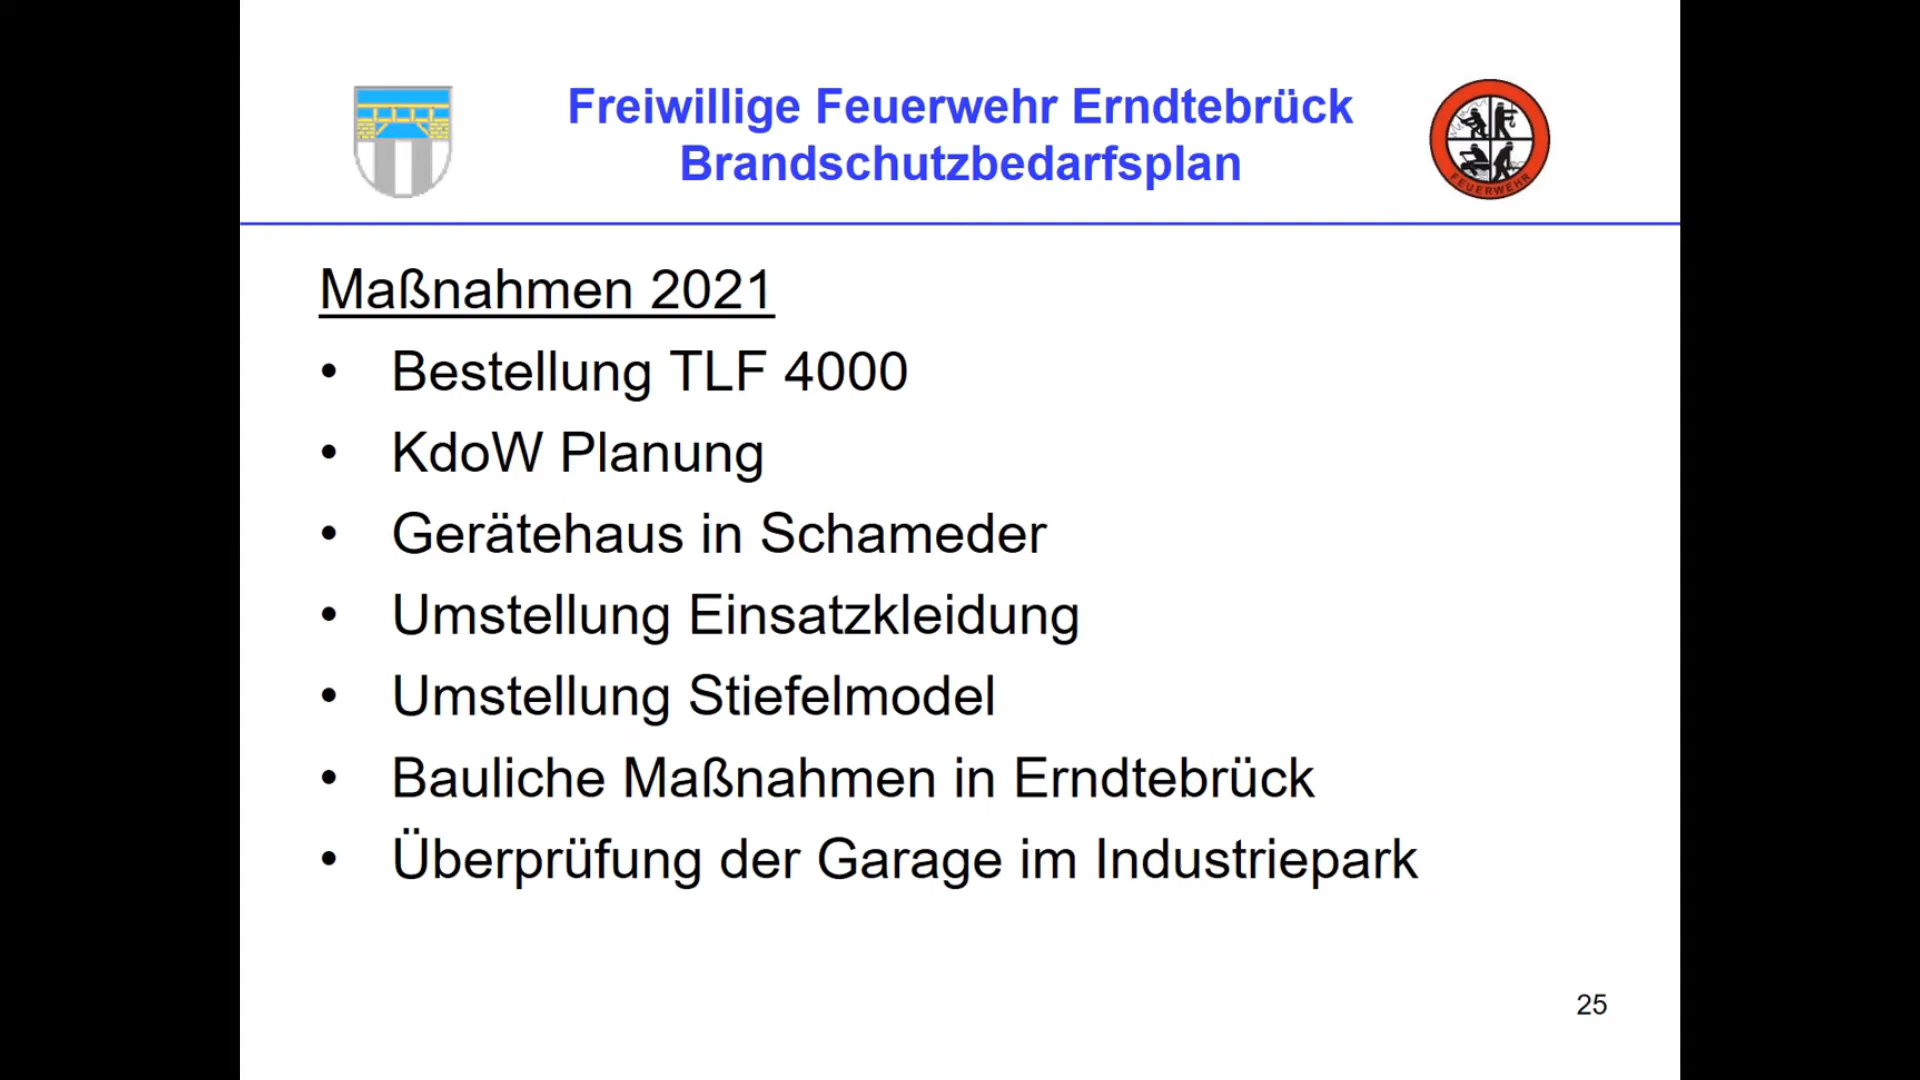 Freiwillige Feuerwehr Erndtebrück
Brandschutzbedarfsplan
FEUERWEHR
Maßnahmen 2021
• Bestellung TLF 4000
• KdoW Planung
• Gerätehaus in Schameder
• Umstellung Einsatzkleidung
• Umstellung Stiefelmodel
• Bauliche Maßnahmen in Erndtebrück
• Überprüfung der Garage im Industriepark
25